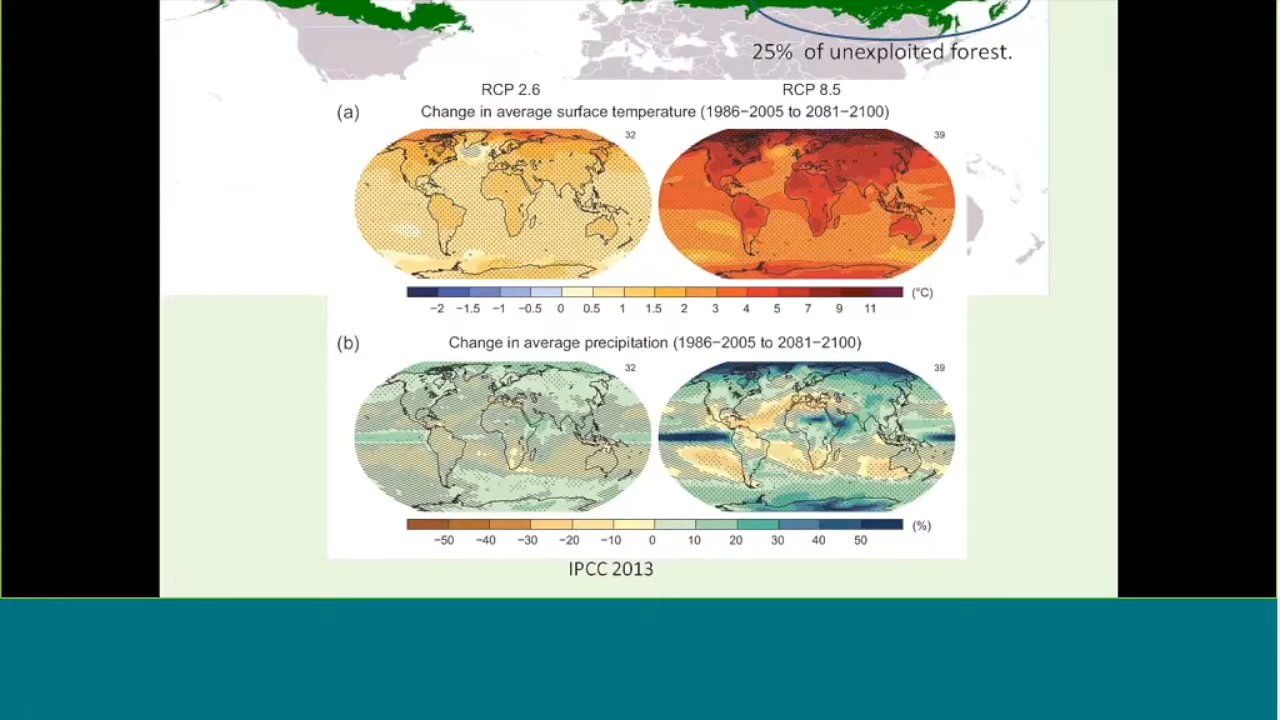 25% of unexploited forest.
RCP 2.6 RCP 8.5
(a) Change in average surface temperature (1986−2005 to 2081−2100)
32 39
(°C)
−2 −1.5 −1 −0.5 0 0.5 1 1.5 2 3 4 5 7 9 11
(b) Change in average precipitation (1986−2005 to 2081−2100)
32 39
(%)
−50 −40 −30 −20 −10 0 10 20 30 40 50
IPCC 2013